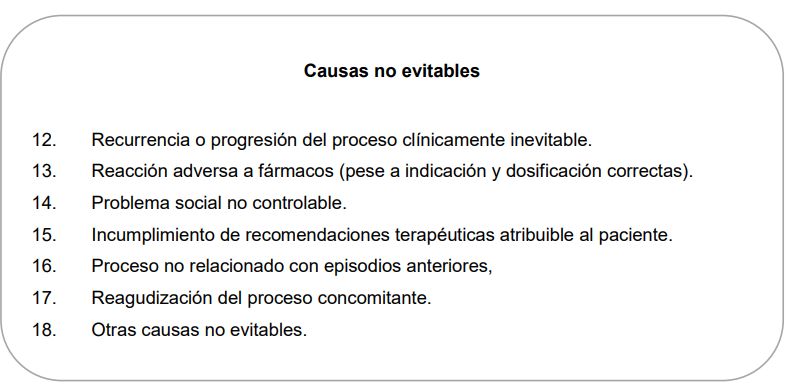 Causas no evitables
12. Recurrencia o progresión del proceso clínicamente inevitable.
13. Reacción adversa a fármacos (pese a indicación y dosificación correctas).
14. Problema social no controlable.
15. Incumplimiento de recomendaciones terapéuticas atribuible al paciente.
16. Proceso no relacionado con episodios anteriores,
17. Reagudización del proceso concomitante.
18. Otras causas no evitables.